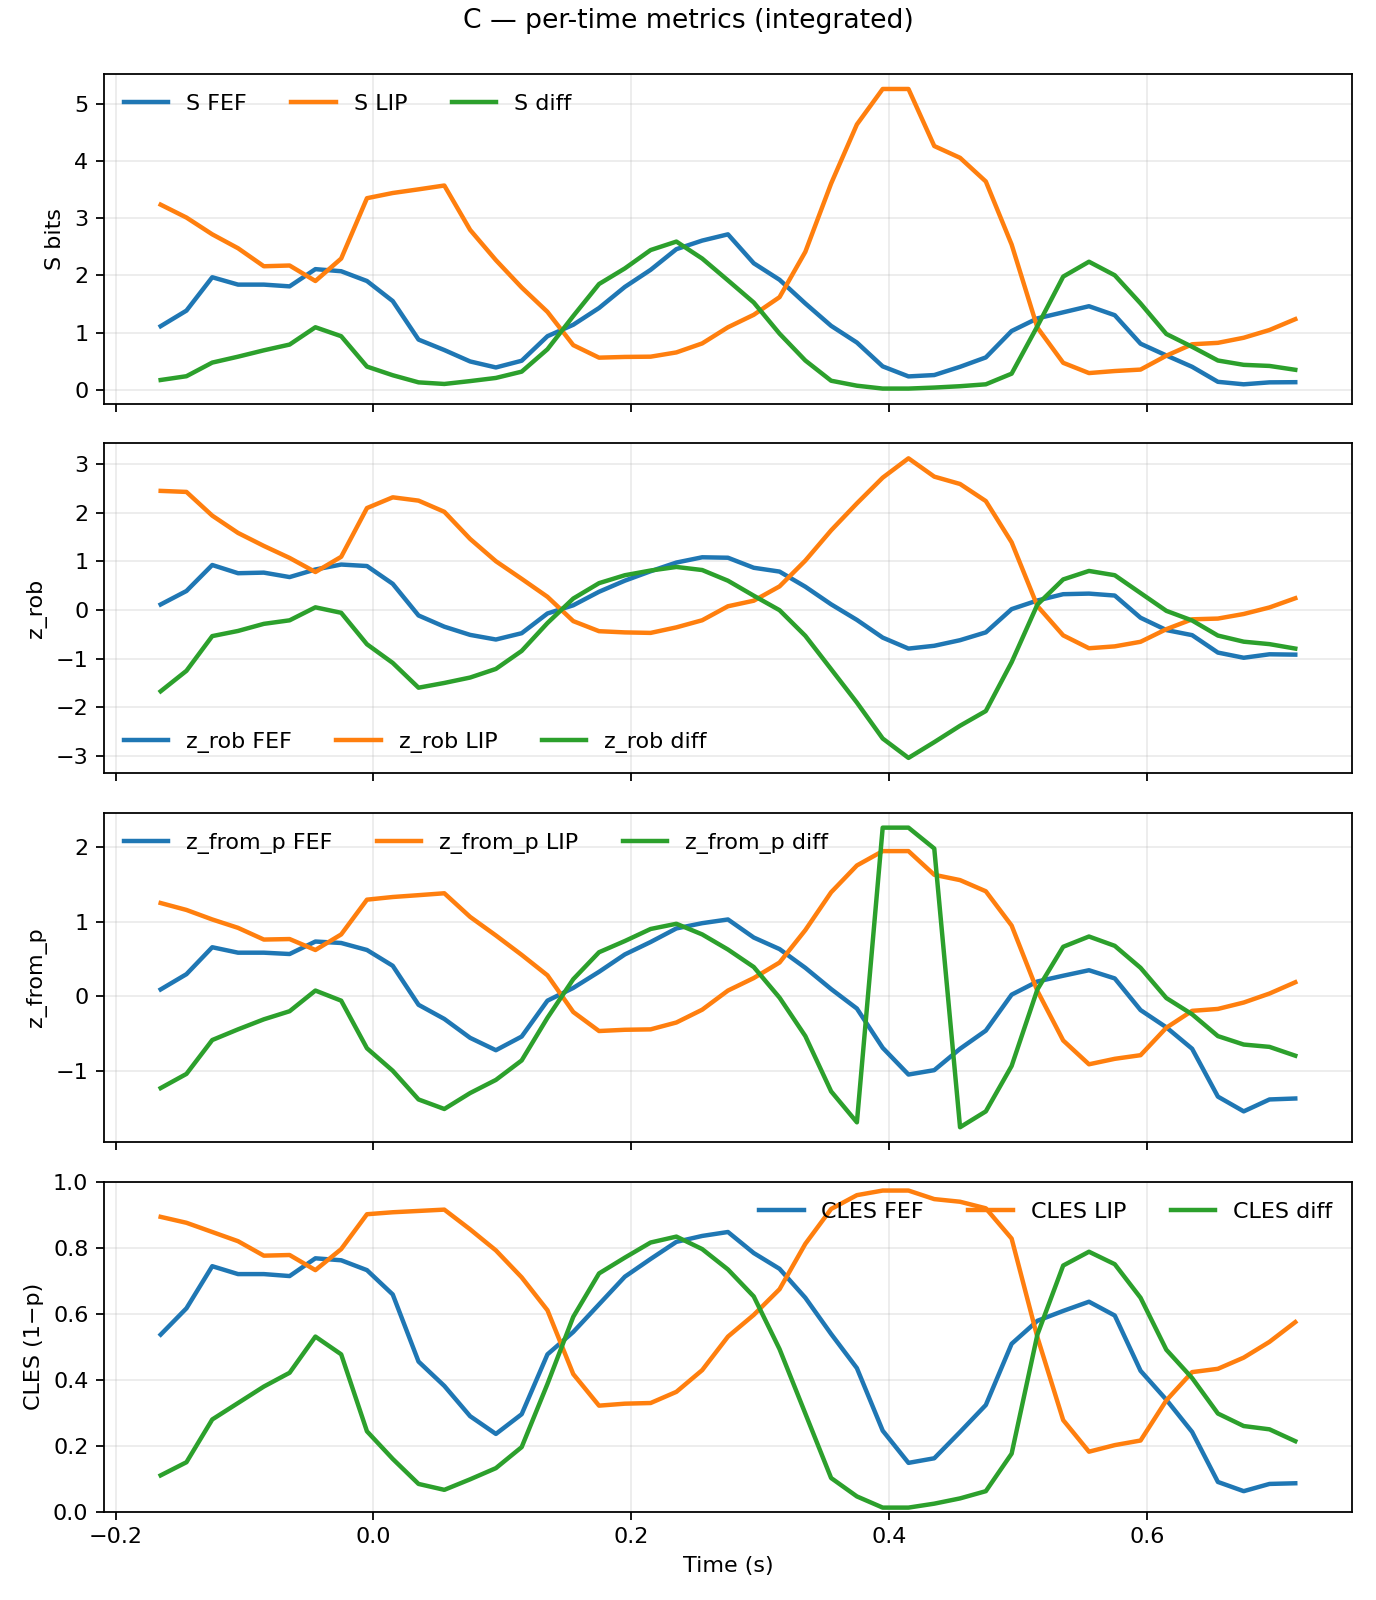 C — per-time metrics (integrated)
S FEF S LIP S diff
5
4
3
2
1
0
S bits
3
2
1
0
−1
−2
−3
z_rob
z_rob FEF z_rob LIP z_rob diff
z_from_p FEF z_from_p LIP z_from_p diff
2
1
0
−1
z_from_p
CLES FEF CLES LIP CLES diff
1.0
0.8
0.6
0.4
0.2
0.0
CLES (1−p)
−0.2 0.0 0.2 0.4 0.6
Time (s)